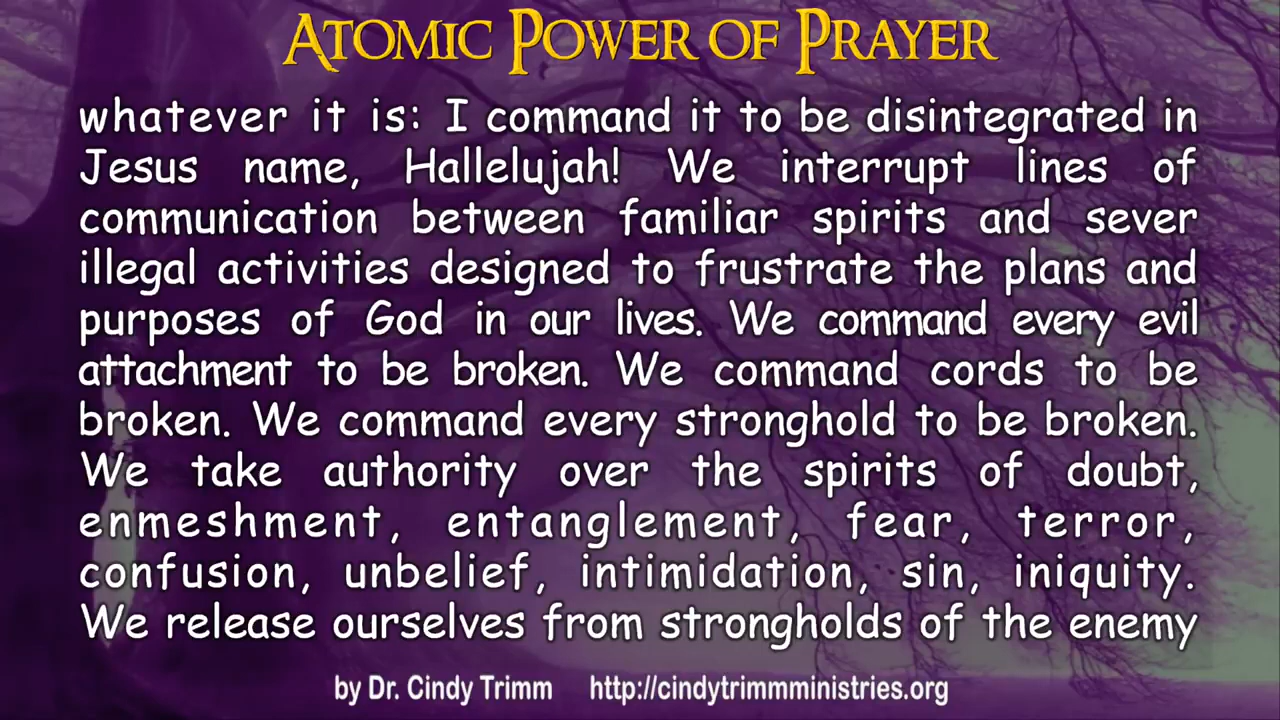 ATOMIC POWER OF PRAYER
whatever it is: I command it to be disintegrated in
Jesus name, Hallelujah! We interrupt lines of
communication between familiar spirits and sever
illegal activities designed to frustrate the plans and
purposes of God in our lives. We command every evil
attachment to be broken. We command cords to be
broken. We command every stronghold to be broken.
We take authority over the spirits of doubt,
enmeshment, entanglement, fear, terror,
confusion, unbelief, intimidation, sin, iniquity.
We release ourselves from strongholds of the enemy
by Dr. Cindy Trimm http://cindytrimmministries.org